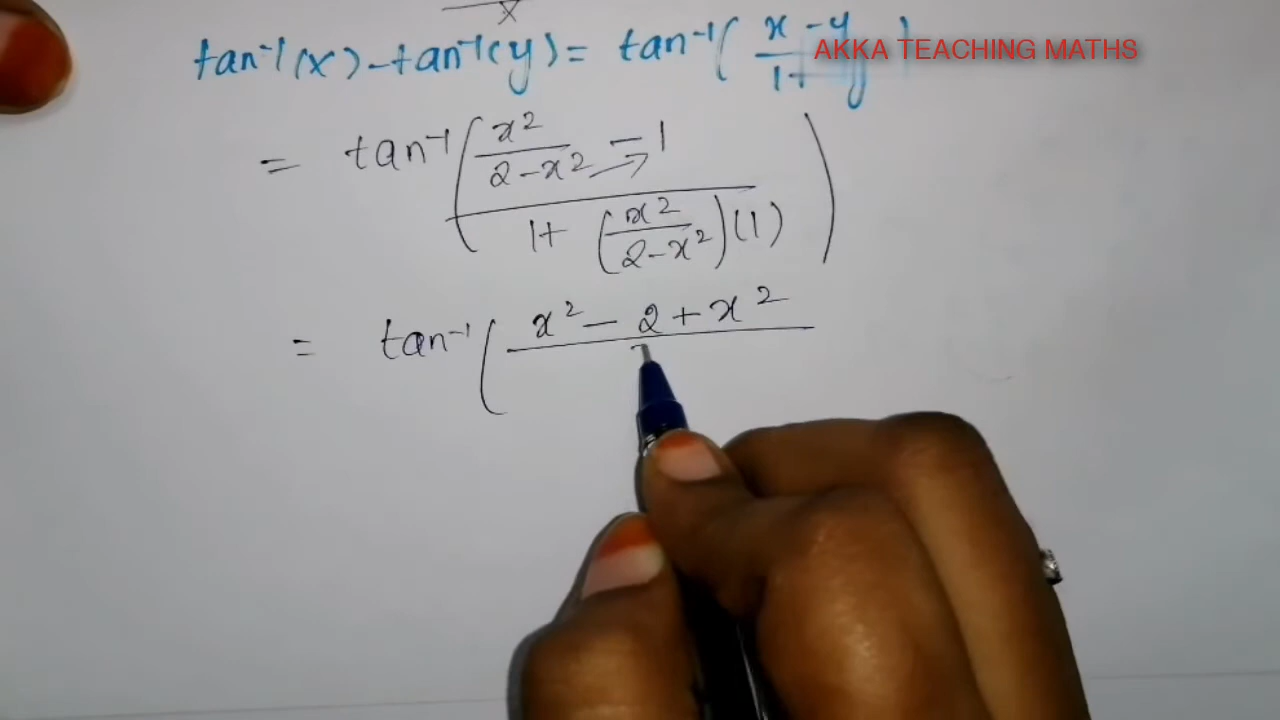 x
tan⁻¹(x) - tan⁻¹(y) = tan⁻¹( x - y / 1+ y )
AKKA TEACHING MATHS
= tan⁻¹( x² / 2 - x² - 1 / 1 + (x² / 2 - x²)(1) )
= tan⁻¹( x² - 2 + x²